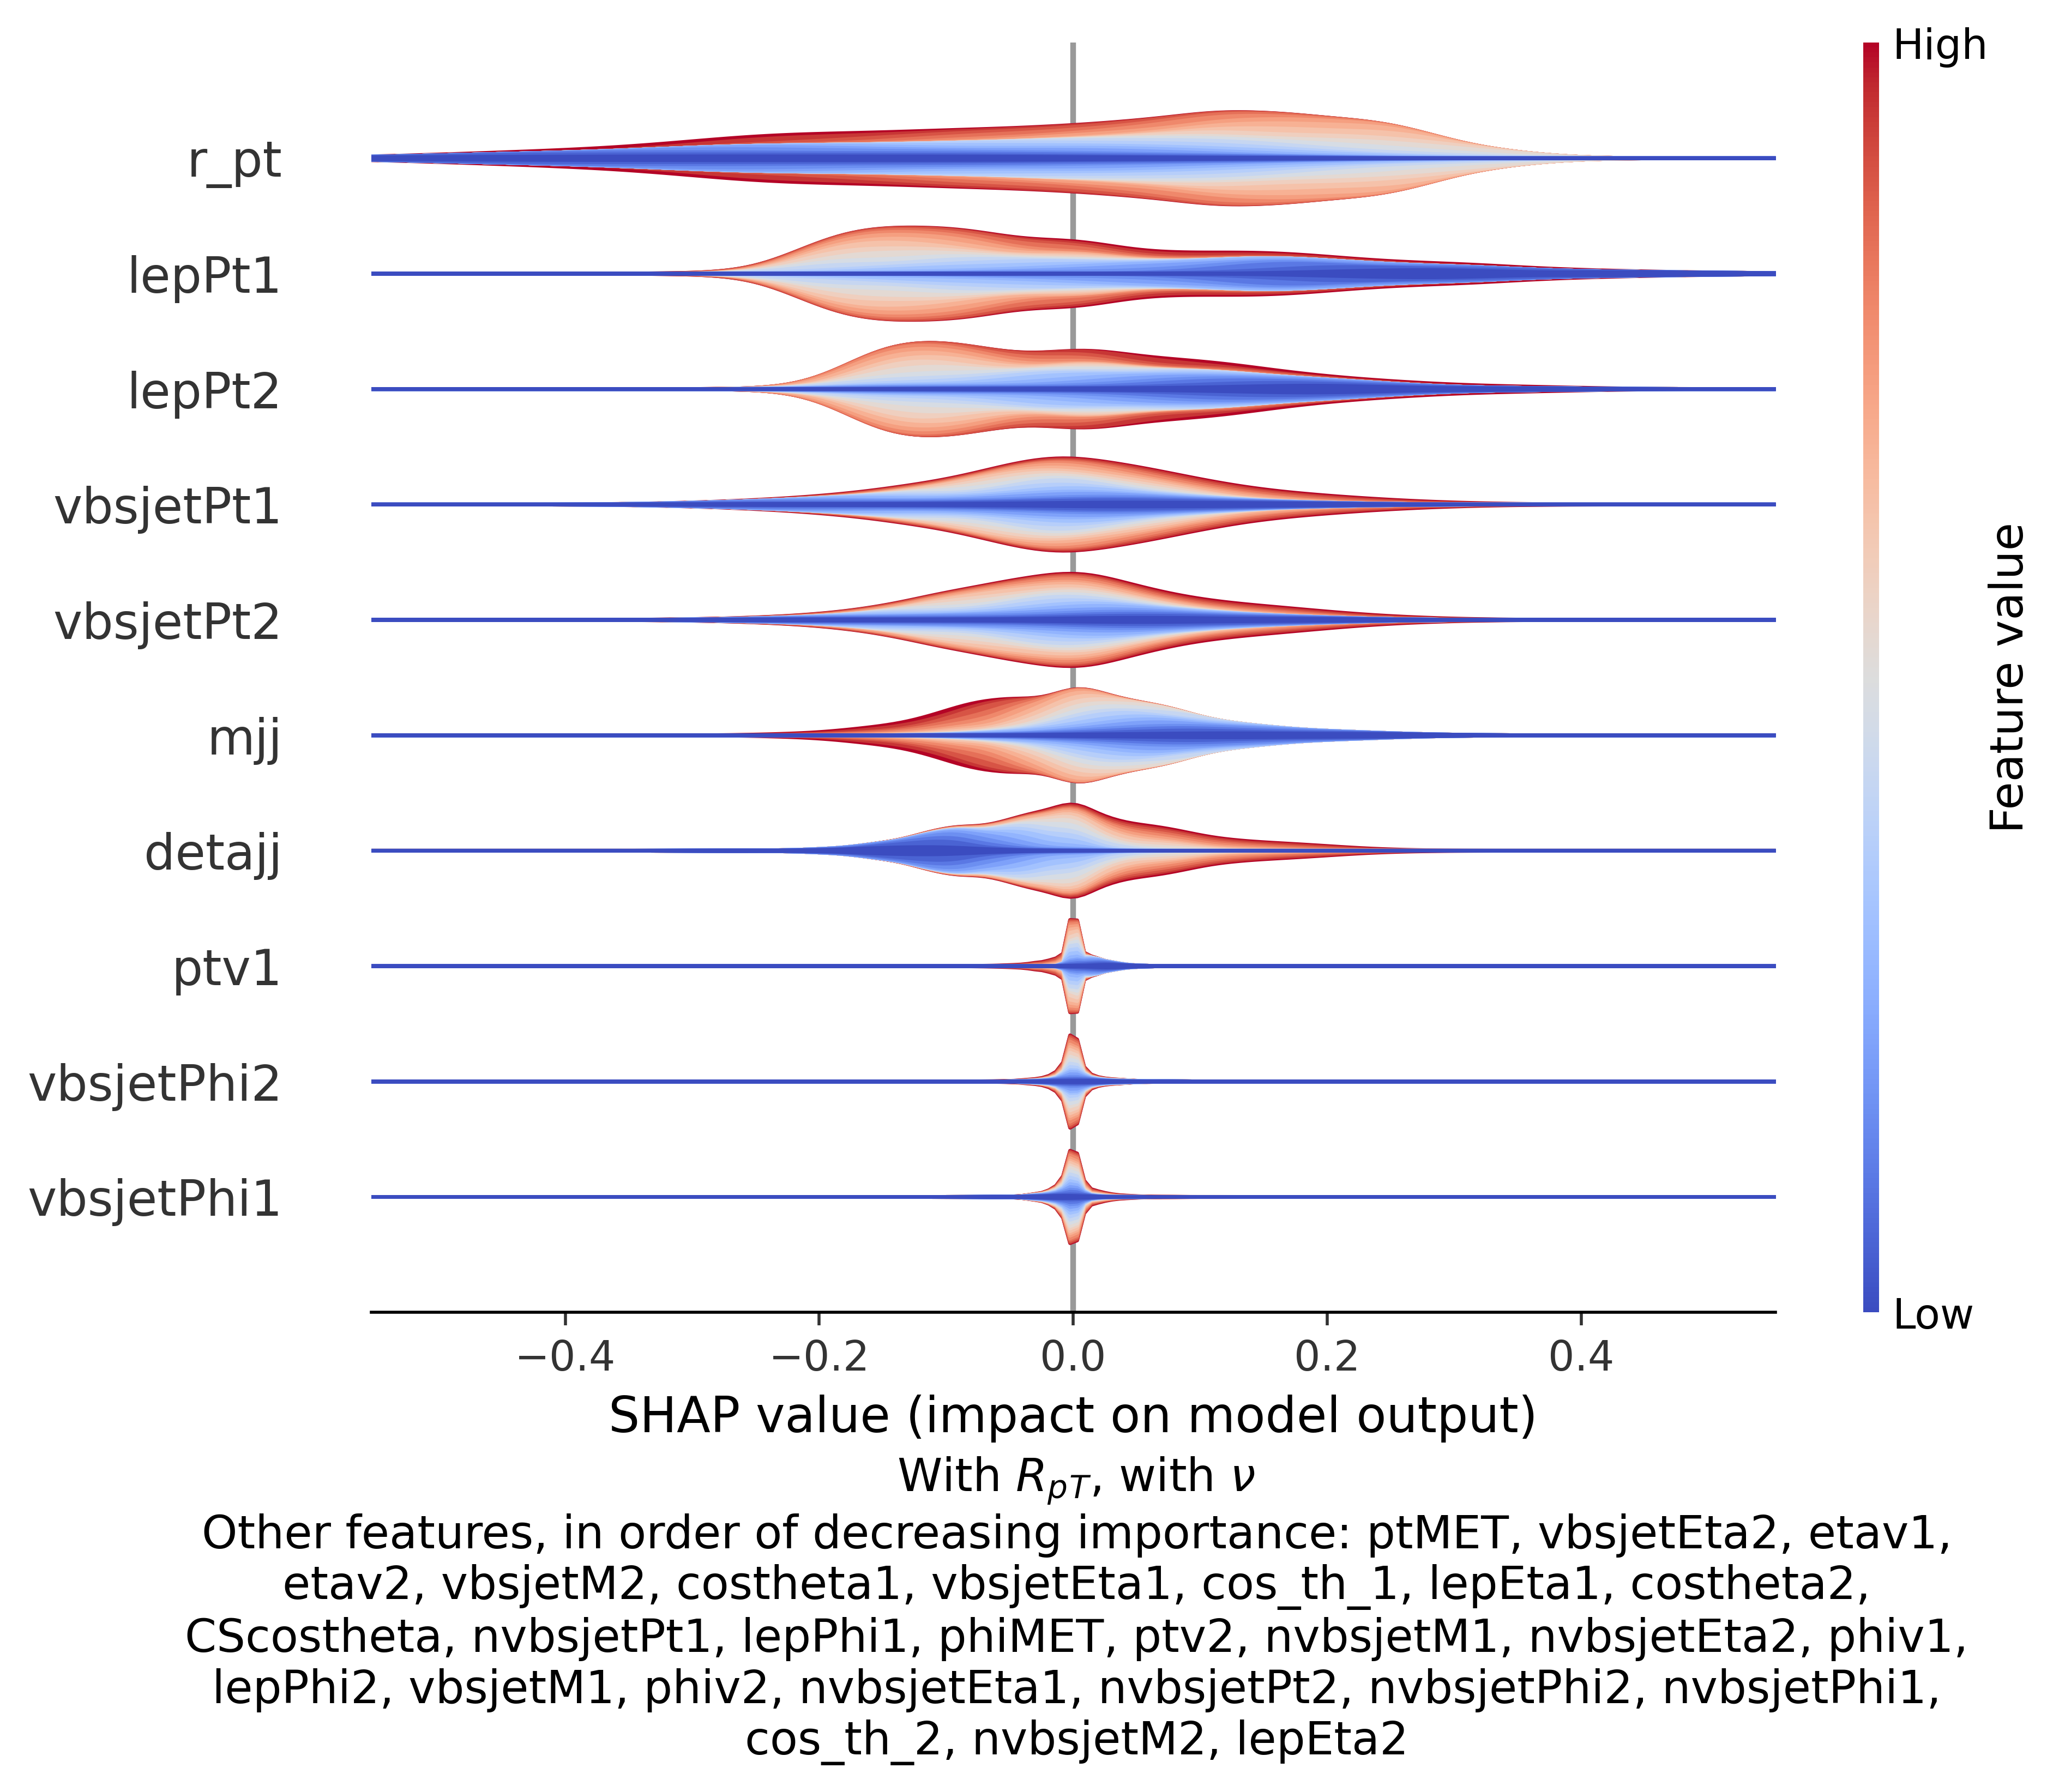 High
r_pt
lepPt1
lepPt2
vbsjetPt1
vbsjetPt2
mjj
detajj
ptv1
vbsjetPhi2
vbsjetPhi1
Feature value
Low
−0.4 −0.2 0.0 0.2 0.4
SHAP value (impact on model output)
With R_{pT}, with ν
Other features, in order of decreasing importance: ptMET, vbsjetEta2, etav1,
etav2, vbsjetM2, costheta1, vbsjetEta1, cos_th_1, lepEta1, costheta2,
CScostheta, nvbsjetPt1, lepPhi1, phiMET, ptv2, nvbsjetM1, nvbsjetEta2, phiv1,
lepPhi2, vbsjetM1, phiv2, nvbsjetEta1, nvbsjetPt2, nvbsjetPhi2, nvbsjetPhi1,
cos_th_2, nvbsjetM2, lepEta2